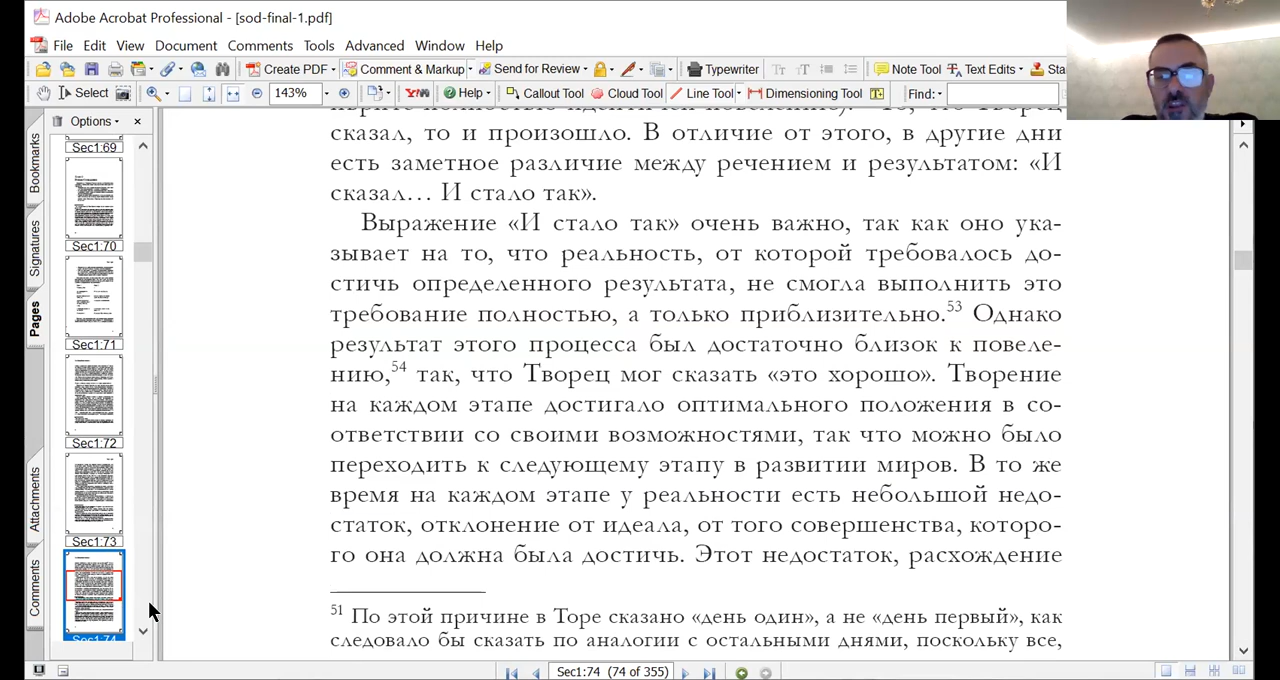 Adobe Acrobat Professional - [sod-final-1.pdf]
File Edit View Document Comments Tools Advanced Window Help
Create PDF Comment & Markup Send for Review Typewriter Note Tool Text Edits
Select 143% Help Callout Tool Cloud Tool Line Tool Dimensioning Tool Find:
Options
Bookmarks
Signatures
Pages
Attachments
Comments
Sec1:69
Sec1:70
Sec1:71
Sec1:72
Sec1:73
Sec1:74
сказал, то и произошло. В отличие от этого, в другие дни
есть заметное различие между речением и результатом: «И
сказал… И стало так».
Выражение «И стало так» очень важно, так как оно ука-
зывает на то, что реальность, от которой требовалось до-
стичь определенного результата, не смогла выполнить это
требование полностью, а только приблизительно.53 Однако
результат этого процесса был достаточно близок к повеле-
нию,54 так, что Творец мог сказать «это хорошо». Творение
на каждом этапе достигало оптимального положения в со-
ответствии со своими возможностями, так что можно было
переходить к следующему этапу в развитии миров. В то же
время на каждом этапе у реальности есть небольшой недо-
статок, отклонение от идеала, от того совершенства, которо-
го она должна была достичь. Этот недостаток, расхождение
51 По этой причине в Торе сказано «день один», а не «день первый», как
следовало бы сказать по аналогии с остальными днями, поскольку все,
Sec1:74 (74 of 355)